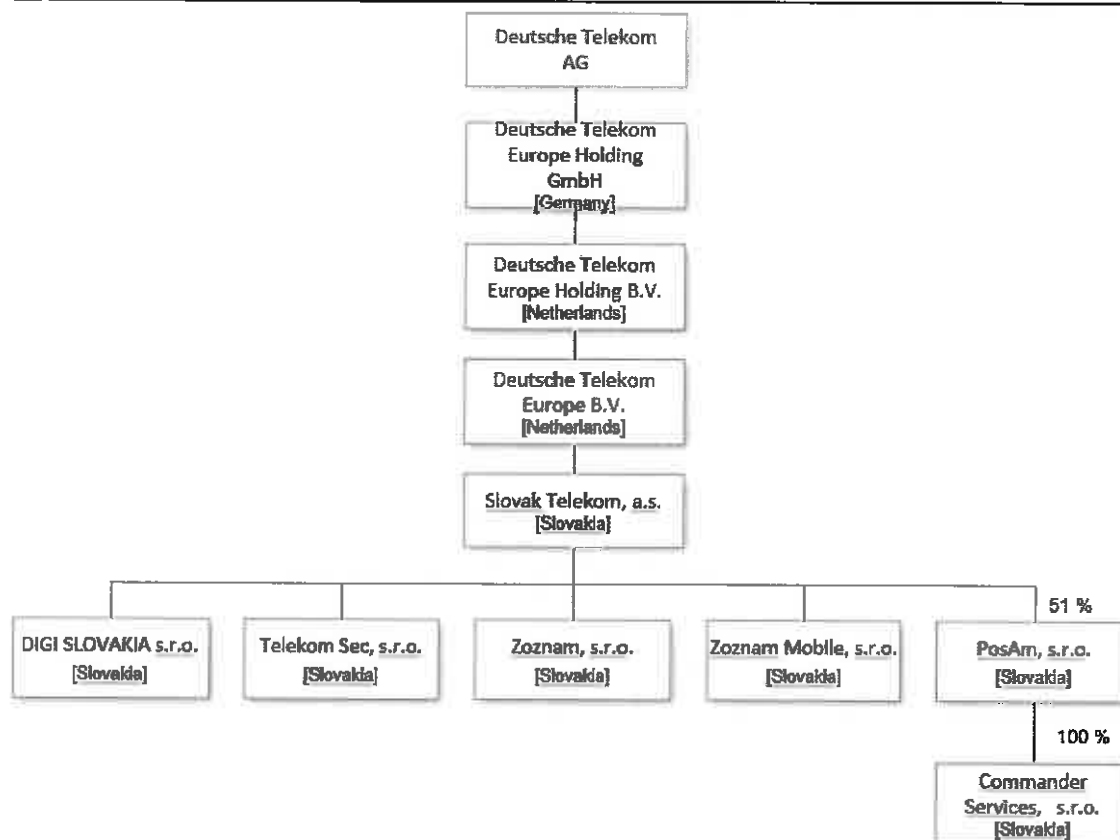 Deutsche Telekom
AG
Deutsche Telekom
Europe Holding
GmbH
[Germany]
Deutsche Telekom
Europe Holding B.V.
[Netherlands]
Deutsche Telekom
Europe B.V.
[Netherlands]
Slovak Telekom, a.s.
[Slovakia]
51 %
DIGI SLOVAKIA s.r.o.
[Slovakia]
Telekom Sec, s.r.o.
[Slovakia]
Zoznam, s.r.o.
[Slovakia]
Zoznam Mobile, s.r.o.
[Slovakia]
PosAm, s.r.o.
[Slovakia]
100 %
Commander
Services, s.r.o.
[Slovakia]